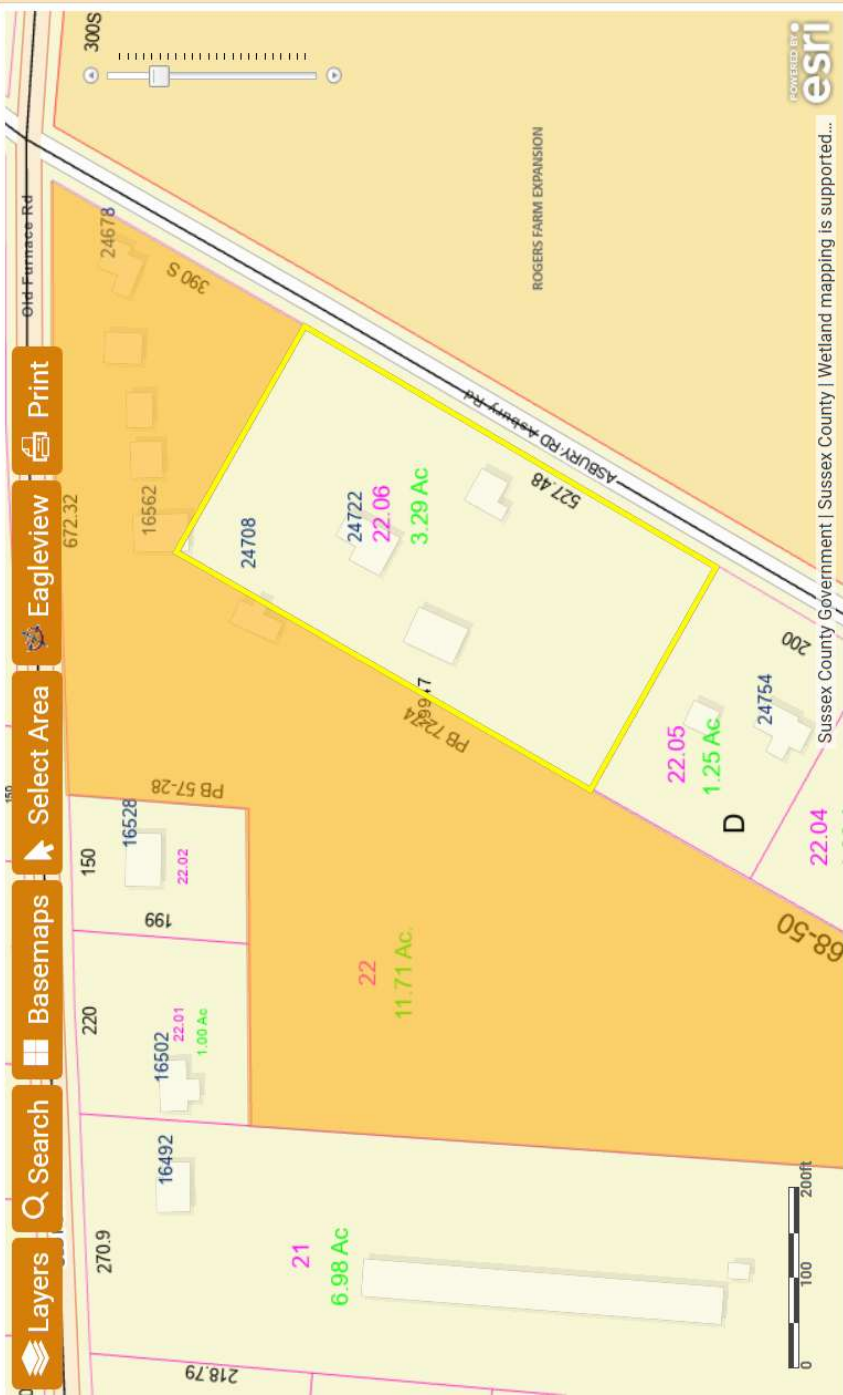 Layers
Search
Basemaps
Select Area
Eagleview
Print
Old Furnace Rd
300S
270.9
220
150
150
672.32
218.79
16492
16502
22.01
1.00 Ac
199
16528
22.02
PB 57-28
16562
24678
390 S
24708
21
6.98 Ac
22
11.71 Ac.
24722
22.06
3.29 Ac
PB 72-74
527.48
ASBURY RD Asbury Rd
ROGERS FARM EXPANSION
22.05
1.25 Ac
D
24754
200
22.04
68-50
0 100 200ft
Sussex County Government | Sussex County | Wetland mapping is supported...
POWERED BY
esri